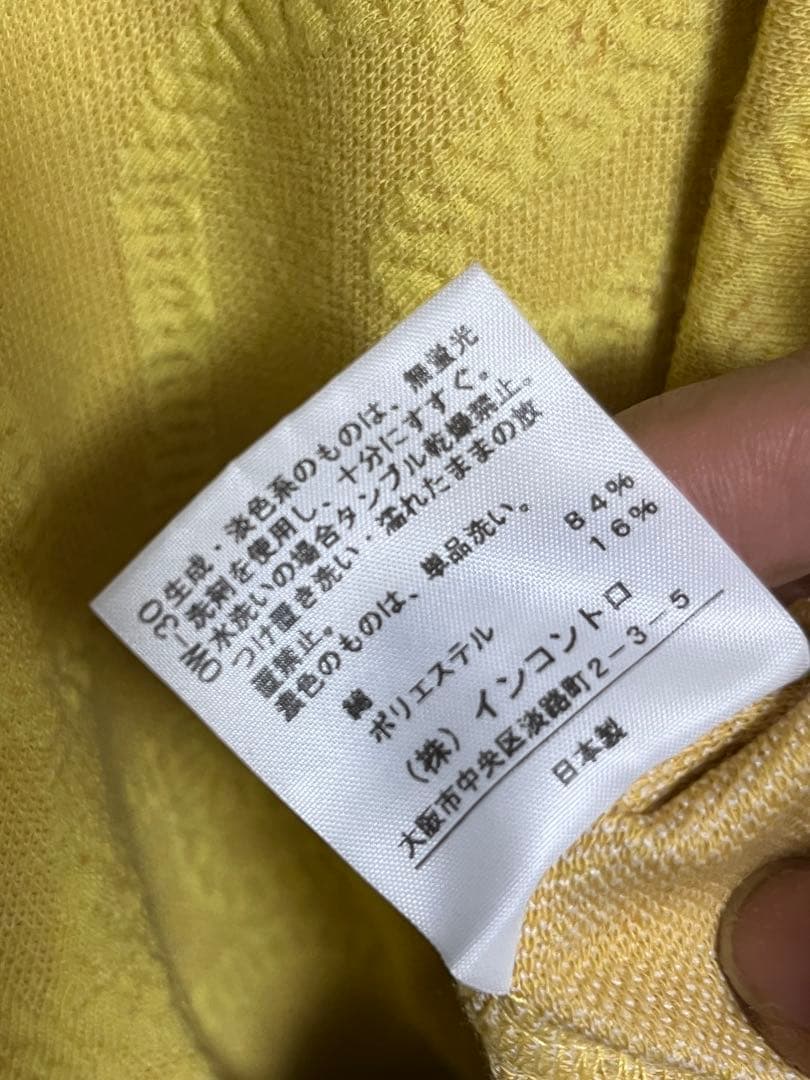 生成・淡色系のものは、無蛍光
洗剤を使用し、十分にすすぐ。
水洗いの場合タンブル乾燥禁止。
つけ置き洗い・濡れたままの放
置禁止。
濃色のものは、単品洗い。
綿 84%
ポリエステル 16%
(株)インコントロ
大阪市中央区淡路町2-3-5
日本製